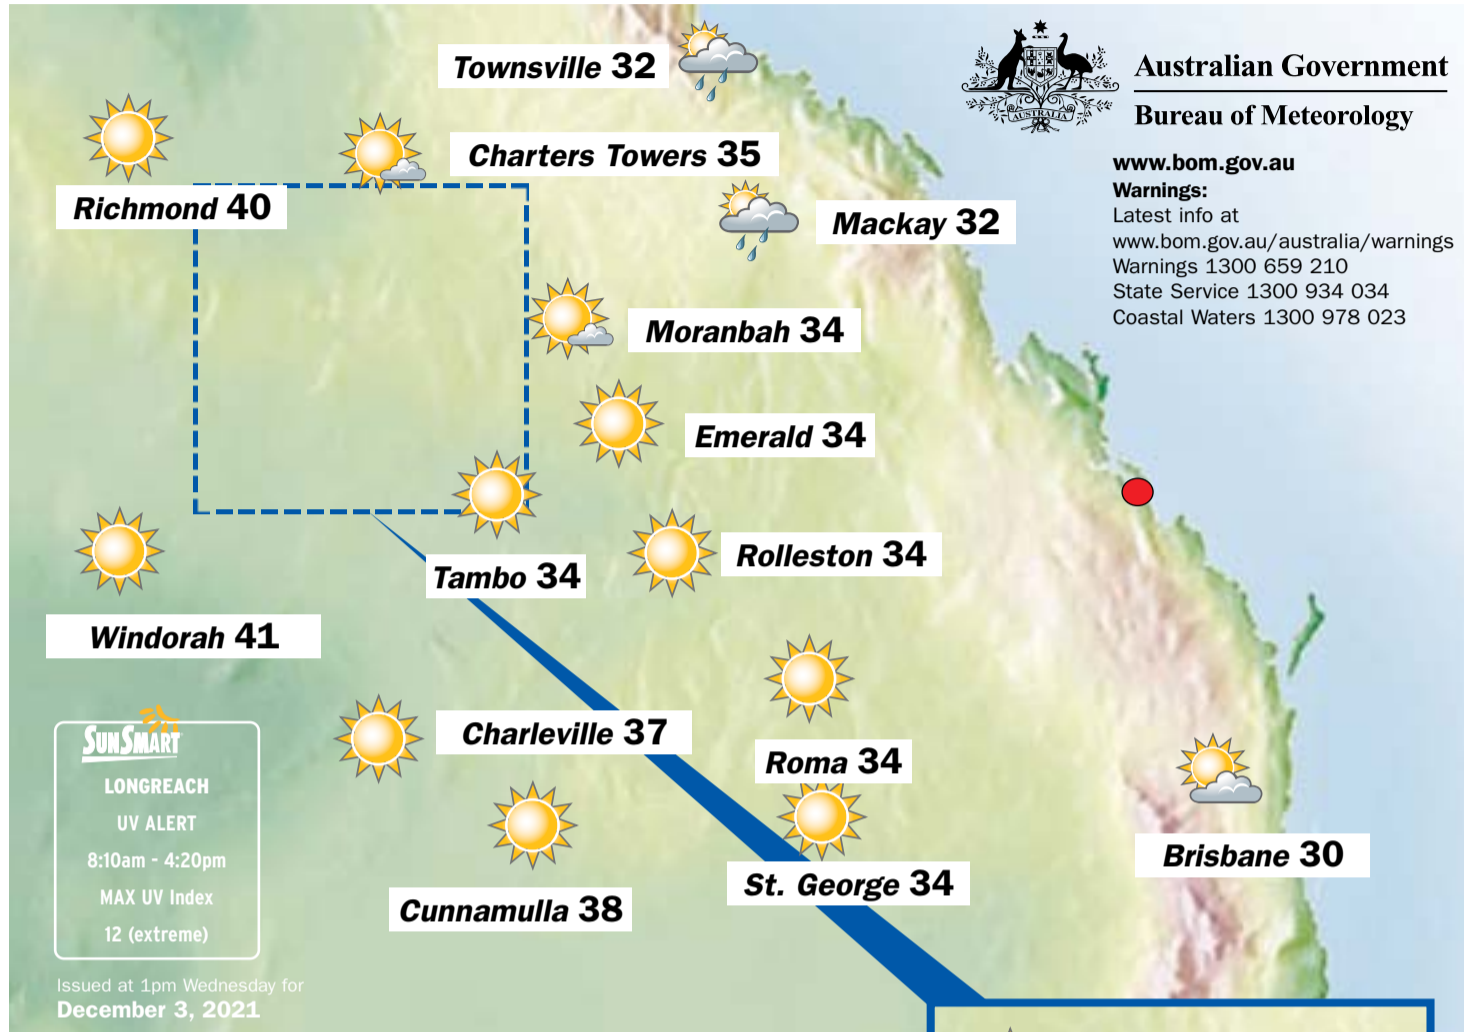 Townsville 32
Charters Towers 35
Richmond 40
Mackay 32
Moranbah 34
Emerald 34
Rolleston 34
Tambo 34
Windorah 41
Charleville 37
Roma 34
St. George 34
Cunnamulla 38
Brisbane 30
AUSTRALIA
Australian Government
Bureau of Meteorology
www.bom.gov.au
Warnings:
Latest info at
www.bom.gov.au/australia/warnings
Warnings 1300 659 210
State Service 1300 934 034
Coastal Waters 1300 978 023
SUNSMART
LONGREACH
UV ALERT
8:10am - 4:20pm
MAX UV Index
12 (extreme)
Issued at 1pm Wednesday for
December 3, 2021